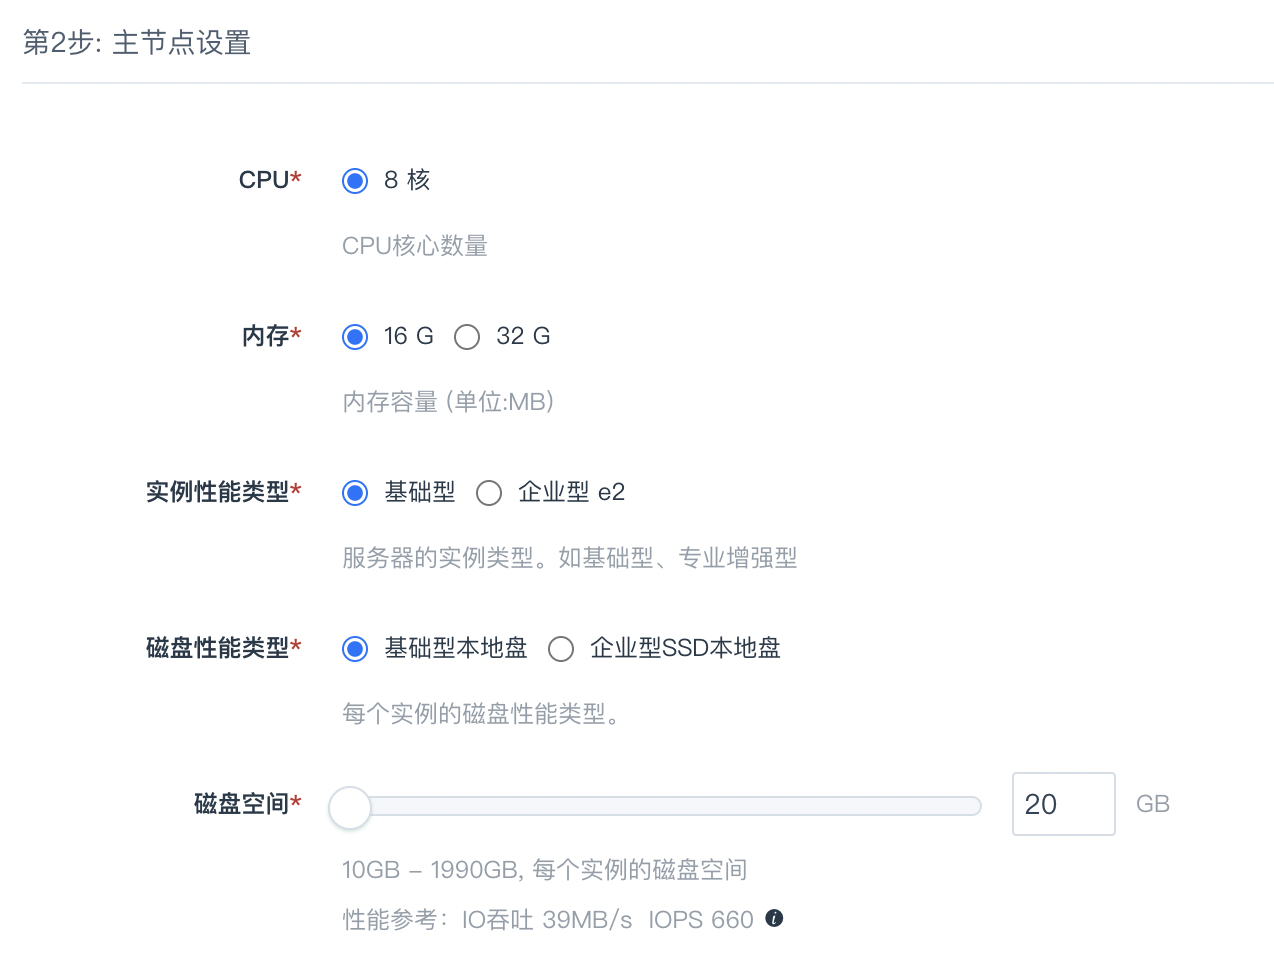 第2步: 主节点设置
CPU* 8 核
CPU核心数量
内存* 16 G 32 G
内存容量 (单位:MB)
实例性能类型* 基础型 企业型 e2
服务器的实例类型。如基础型、专业增强型
磁盘性能类型* 基础型本地盘 企业型SSD本地盘
每个实例的磁盘性能类型。
磁盘空间* 20 GB
10GB – 1990GB, 每个实例的磁盘空间
性能参考：IO吞吐 39MB/s IOPS 660 i